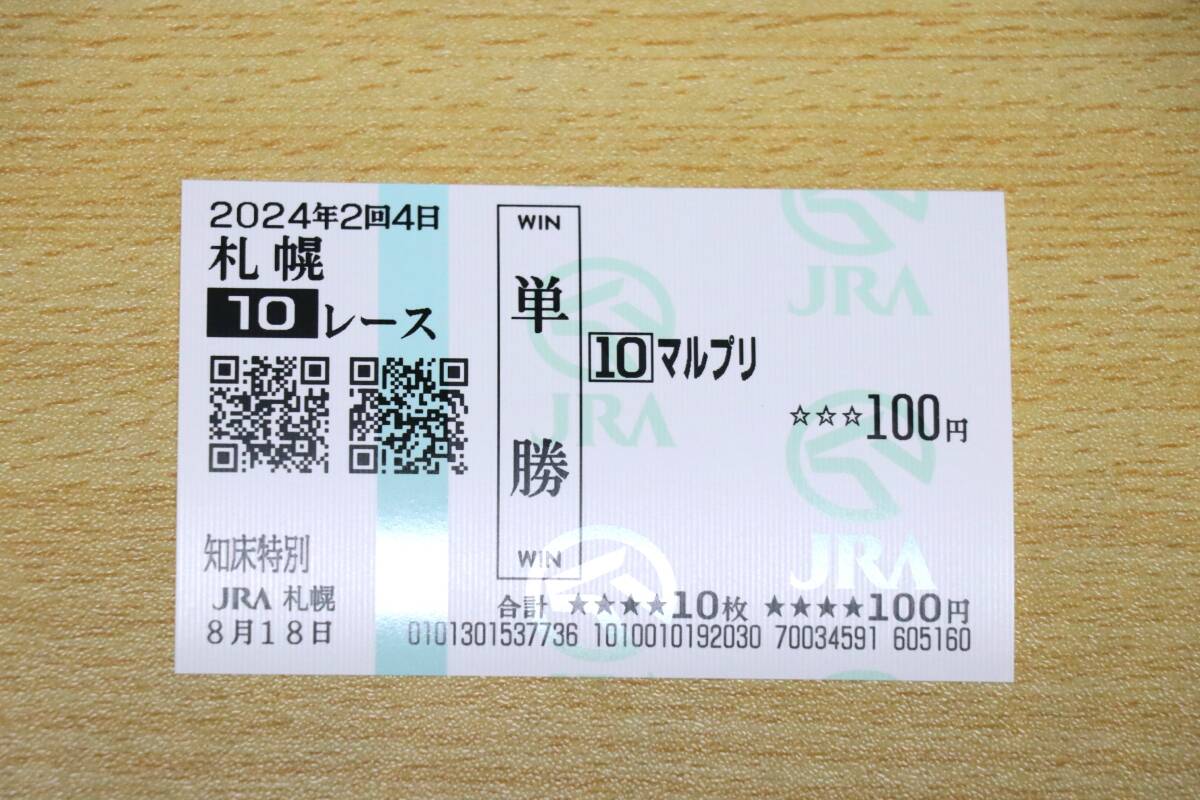 2024年2回4日
札幌
10レース
知床特別
JRA 札幌
8月18日
WIN
単勝
WIN
10 マルプリ
☆☆☆100円
合計 ★★★★10枚 ★★★★100円
0101301537736 1010010192030 70034591 605160
JRA
JRA
JRA